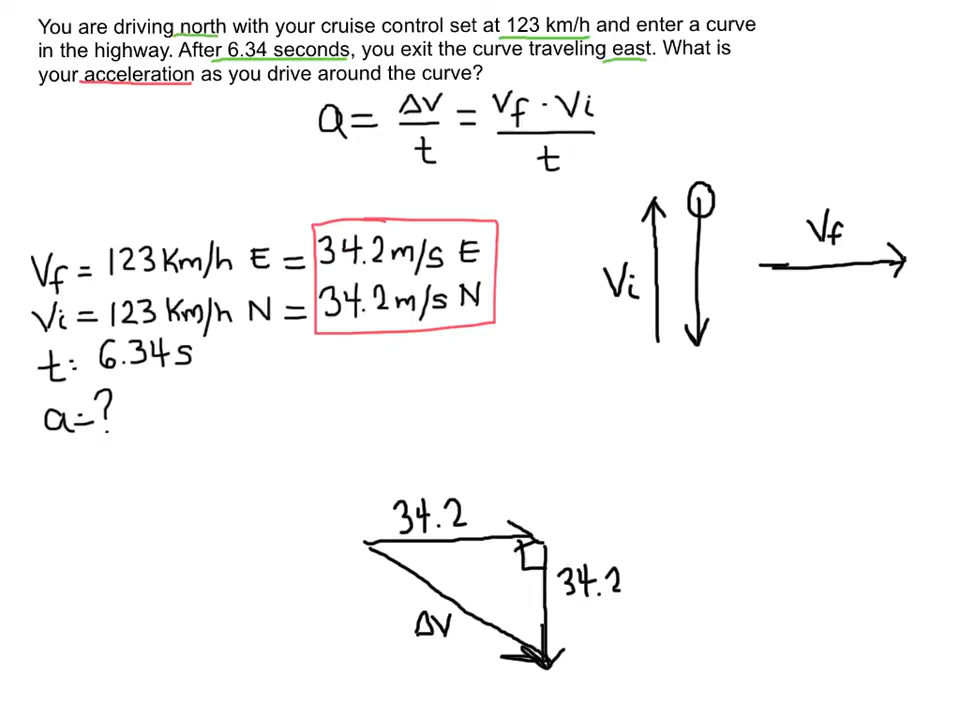 You are driving north with your cruise control set at 123 km/h and enter a curve
in the highway. After 6.34 seconds, you exit the curve traveling east. What is
your acceleration as you drive around the curve?
a = Δv/t = Vf - Vi/t
Vf = 123 Km/h E = 34.2 m/s E
Vi = 123 Km/h N = 34.2 m/s N
t = 6.34 s
a = ?
Vi
Vf
34.2
34.2
ΔV